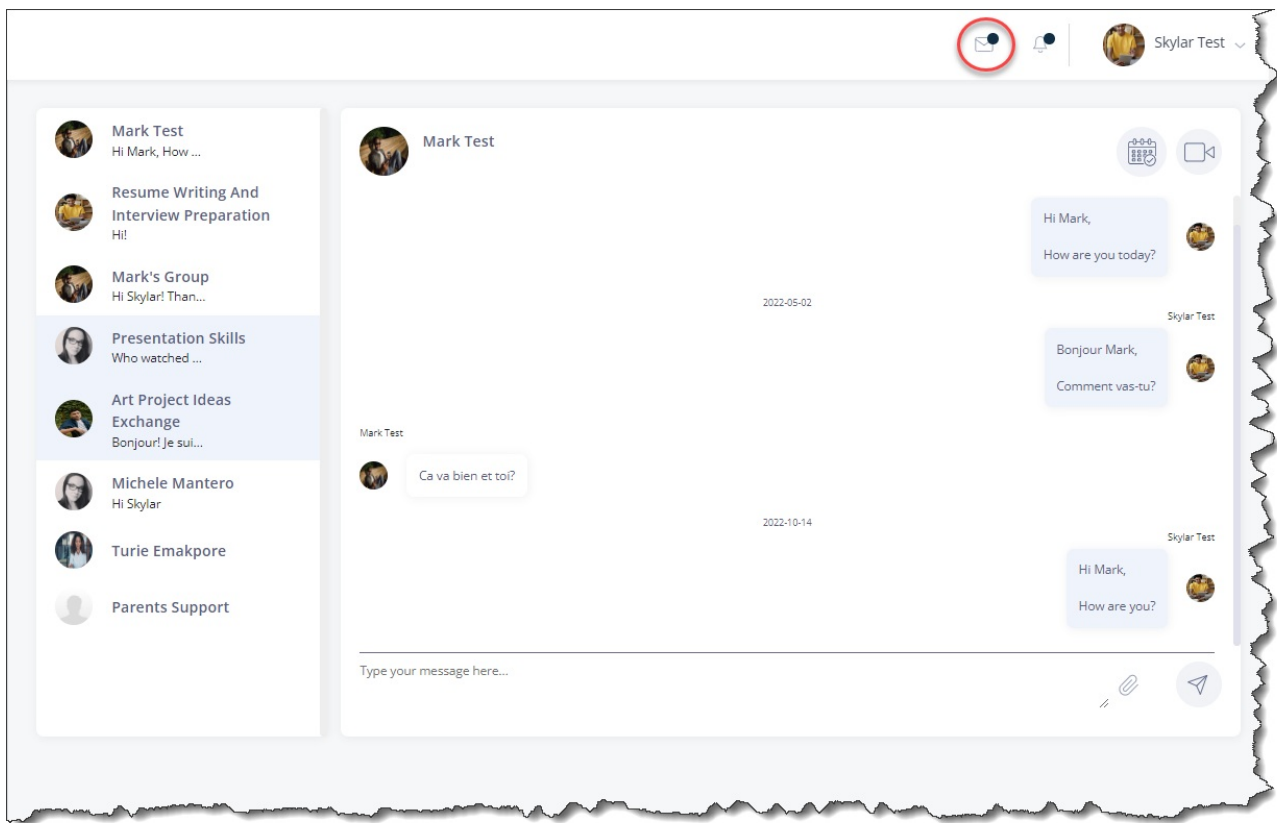 Skylar Test
Mark Test
Hi Mark, How ...
Resume Writing And
Interview Preparation
Hi!
Mark's Group
Hi Skylar! Than...
Presentation Skills
Who watched ...
Art Project Ideas
Exchange
Bonjour! Je sui...
Michele Mantero
Hi Skylar
Turie Emakpore
Parents Support
Mark Test
Hi Mark,
How are you today?
2022-05-02
Skylar Test
Bonjour Mark,
Comment vas-tu?
Mark Test
Ca va bien et toi?
2022-10-14
Skylar Test
Hi Mark,
How are you?
Type your message here...